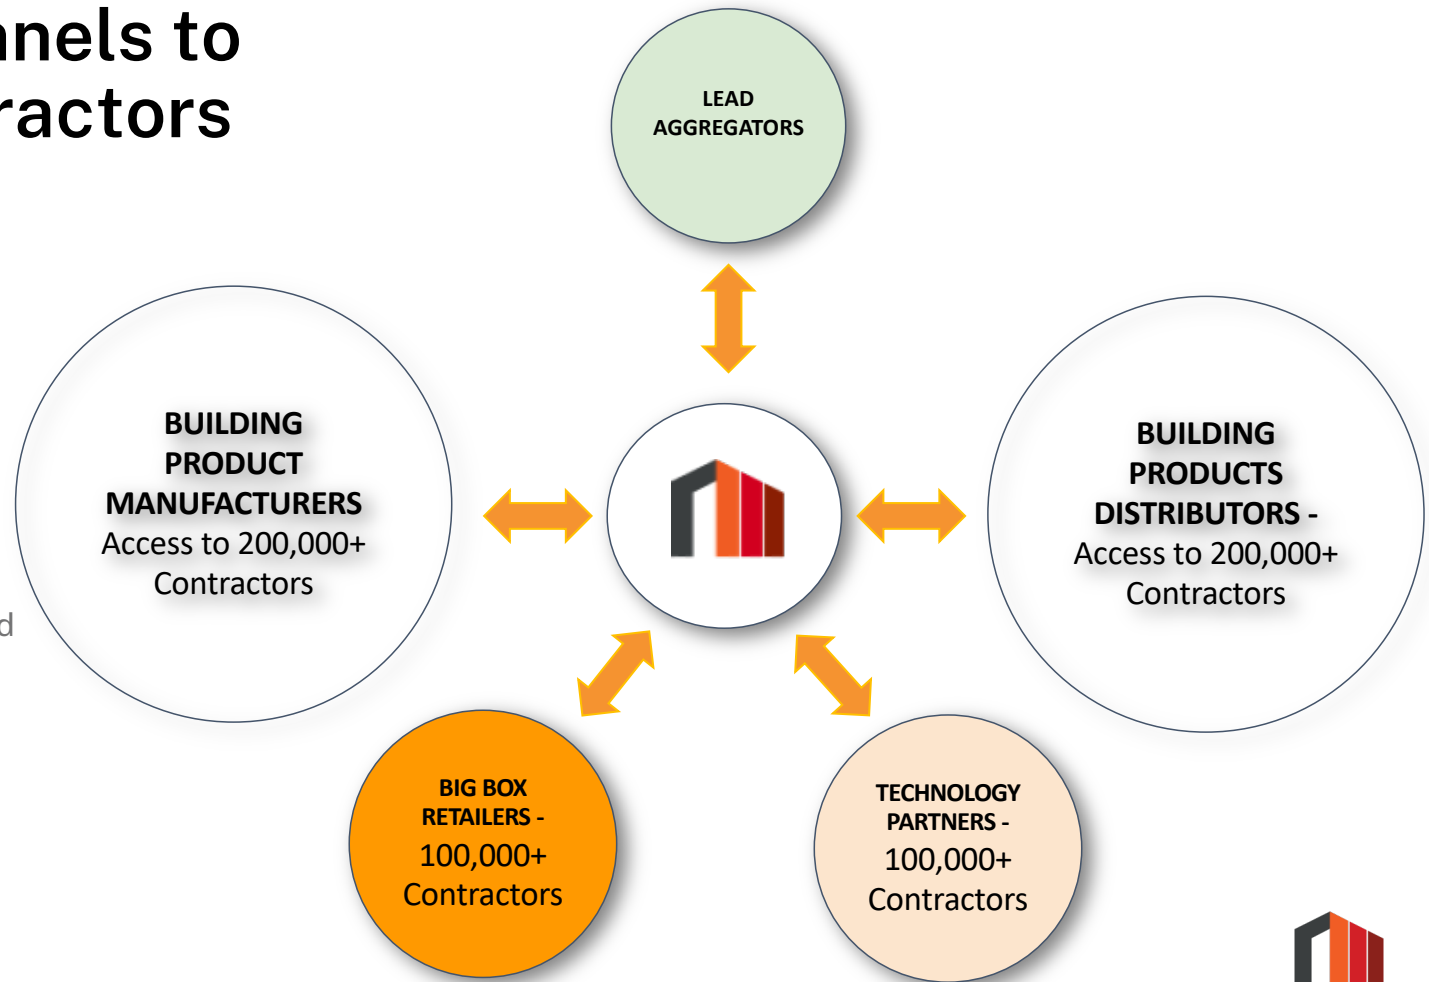 nnels to
ractors
LEAD
AGGREGATORS
BUILDING
PRODUCT
MANUFACTURERS
Access to 200,000+
Contractors
BUILDING
PRODUCTS
DISTRIBUTORS -
Access to 200,000+
Contractors
d
BIG BOX
RETAILERS -
100,000+
Contractors
TECHNOLOGY
PARTNERS -
100,000+
Contractors